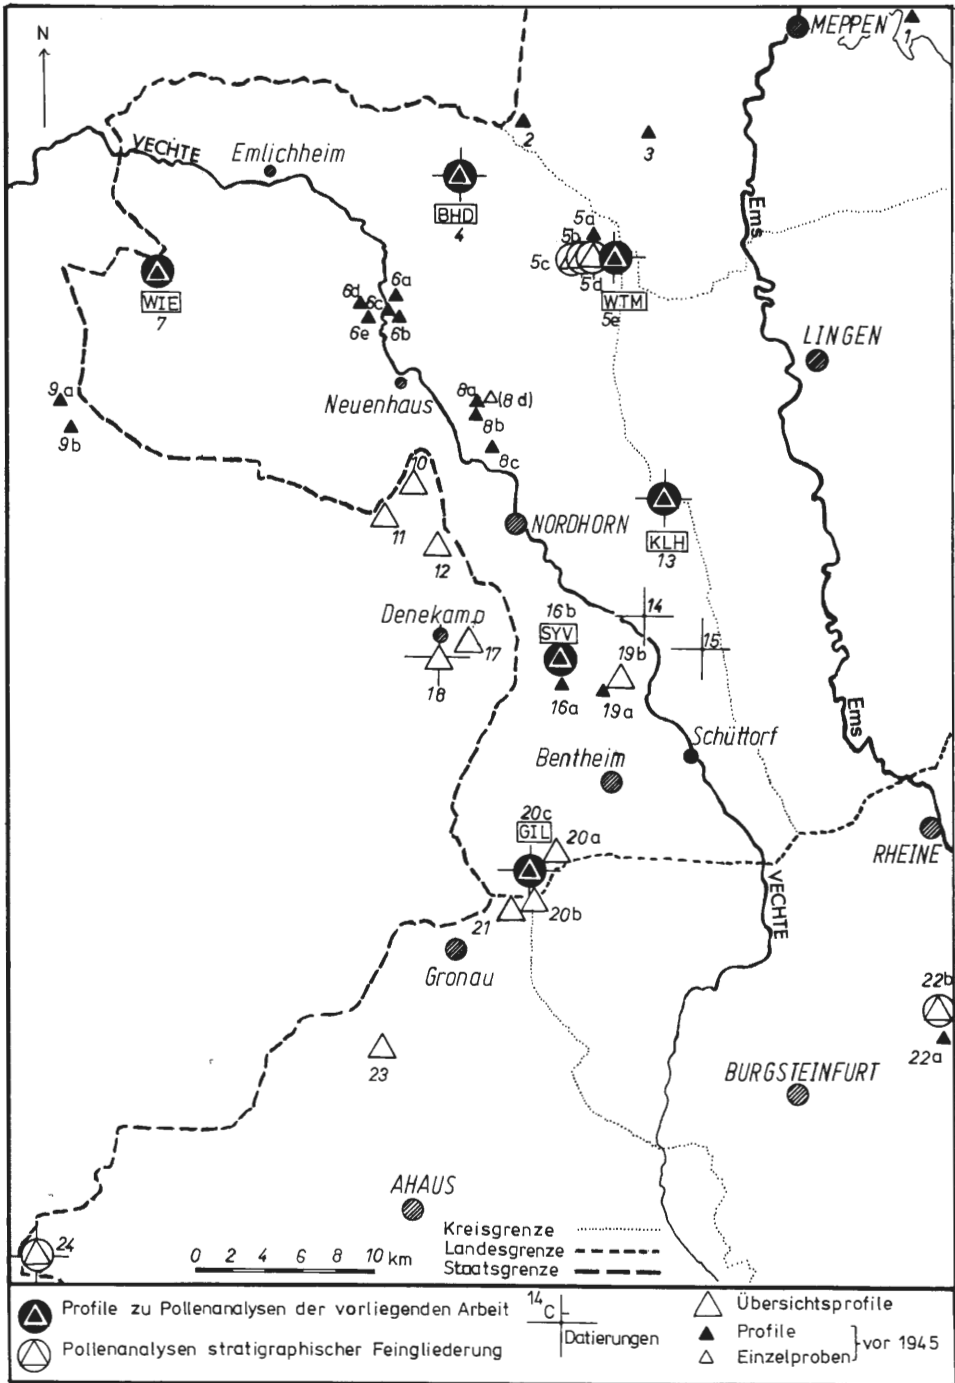 N
MEPPEN
1
2
3
VECHTE
Emlichheim
BHD
4
Ems
5a
5b
5c
5d
WTM
5e
WIE
7
6d
6c
6a
6e
6b
LINGEN
Neuenhaus
9a
9b
8a
(8d)
8b
8c
10
11
12
NORDHORN
KLH
13
Denekamp
17
18
16b
SYV
16a
14
15
19b
19a
Ems
Schüttorf
Bentheim
20c
GIL
20a
20b
21
RHEINE
VECHTE
Gronau
22b
22a
23
BURGSTEINFURT
AHAUS
24
0 2 4 6 8 10 km
Kreisgrenze
Landesgrenze
Staatsgrenze
Profile zu Pollenanalysen der vorliegenden Arbeit
Pollenanalysen stratigraphischer Feingliederung
14C
Datierungen
Übersichtsprofile
Profile
Einzelproben
vor 1945